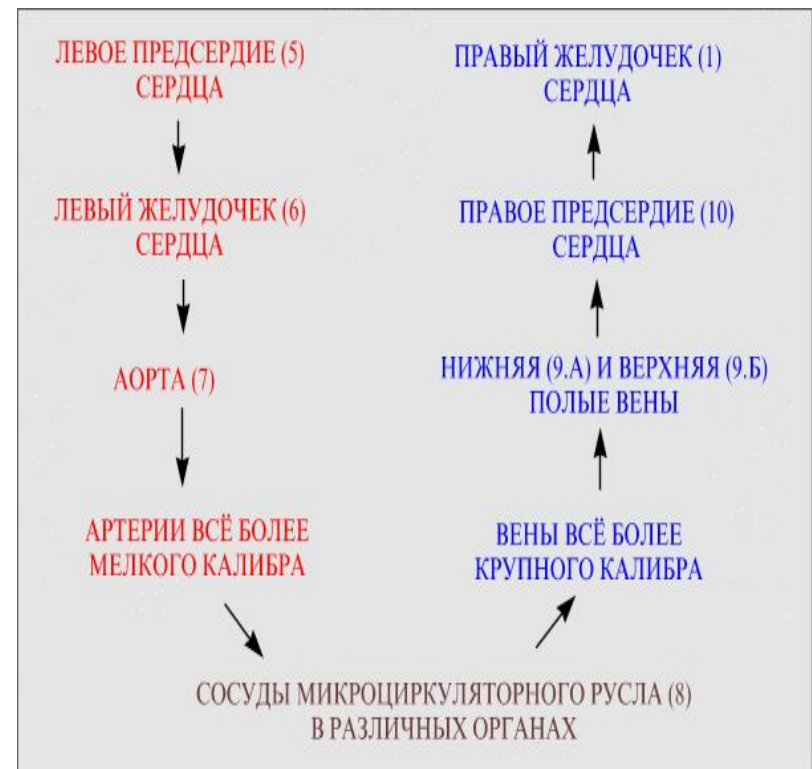 ЛЕВОЕ ПРЕДСЕРДИЕ (5)
СЕРДЦА
ЛЕВЫЙ ЖЕЛУДОЧЕК (6)
СЕРДЦА
АОРТА (7)
АРТЕРИИ ВСЁ БОЛЕЕ
МЕЛКОГО КАЛИБРА
СОСУДЫ МИКРОЦИРКУЛЯТОРНОГО РУСЛА (8)
В РАЗЛИЧНЫХ ОРГАНАХ
ВЕНЫ ВСЁ БОЛЕЕ
КРУПНОГО КАЛИБРА
НИЖНЯЯ (9.А) И ВЕРХНЯЯ (9.Б)
ПОЛЫЕ ВЕНЫ
ПРАВОЕ ПРЕДСЕРДИЕ (10)
СЕРДЦА
ПРАВЫЙ ЖЕЛУДОЧЕК (1)
СЕРДЦА